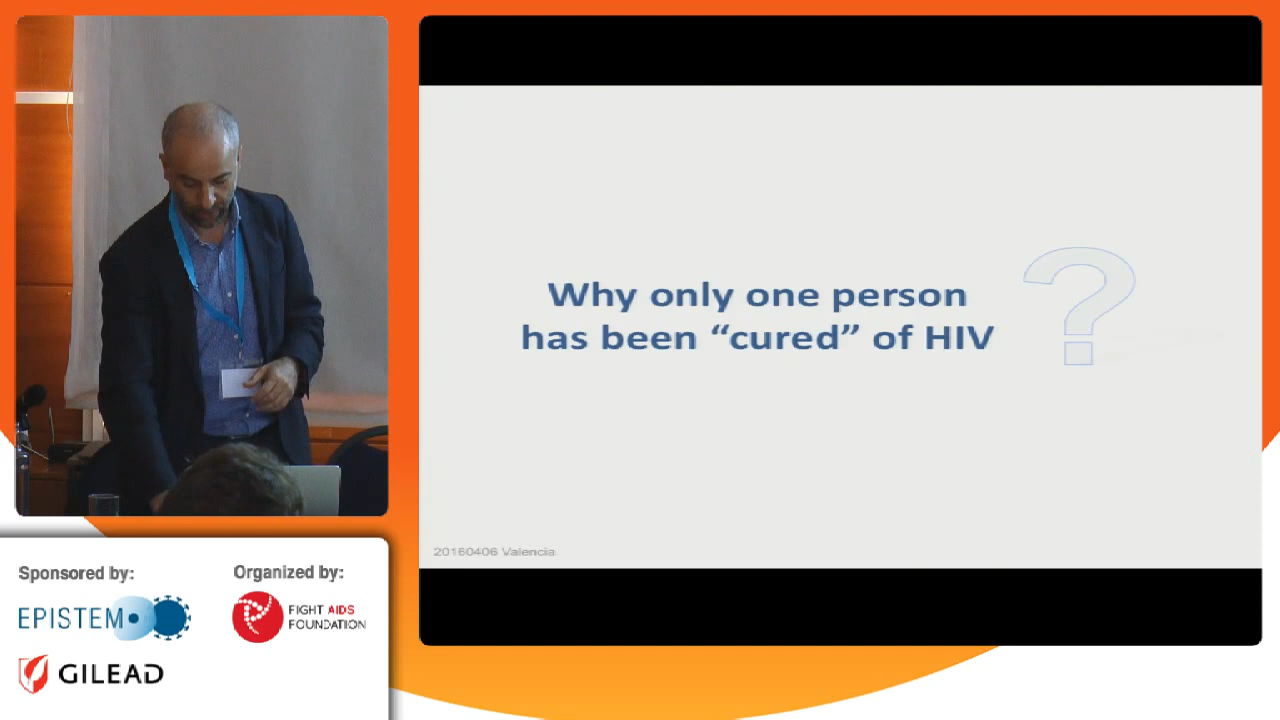 Why only one person
has been “cured” of HIV
?
20160406 Valencia
Sponsored by:
Organized by:
EPISTEM
FIGHT AIDS
FOUNDATION
GILEAD